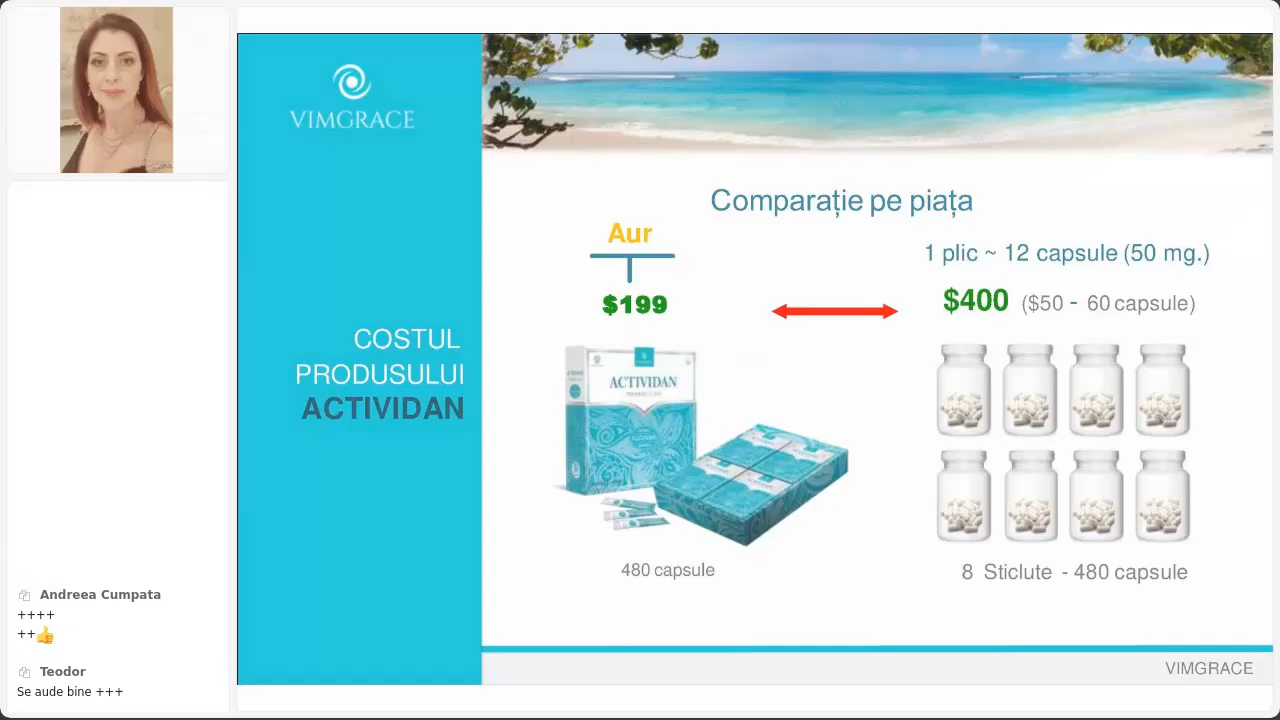 VIMGRACE
COSTUL
PRODUSULUI
ACTIVIDAN
Comparație pe piața
Aur
$199
1 plic ~ 12 capsule (50 mg.)
$400 ($50 - 60 capsule)
ACTIVIDAN
480 capsule
8 Sticlute - 480 capsule
VIMGRACE
Andreea Cumpata
++++
++👍
Teodor
Se aude bine +++